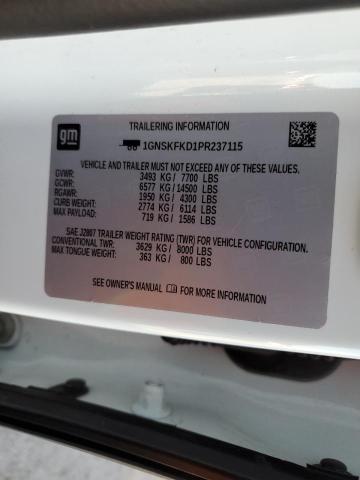 gm
TRAILERING INFORMATION
1GNSKFKD1PR237115
VEHICLE AND TRAILER MUST NOT EXCEED ANY OF THESE RATINGS
GVWR: 3493 KG / 7700 LBS
GCWR: 6577 KG / 14500 LBS
RGAWR: 1950 KG / 4300 LBS
CURB WEIGHT: 2774 KG / 6114 LBS
MAX PAYLOAD: 719 KG / 1586 LBS
SAE J2807 TRAILER WEIGHT RATING (TWR) FOR VEHICLE CONFIGURATION.
CONVENTIONAL TWR: 3629 KG / 8000 LBS
MAX TONGUE WEIGHT: 363 KG / 800 LBS
SEE OWNER'S MANUAL FOR MORE INFORMATION